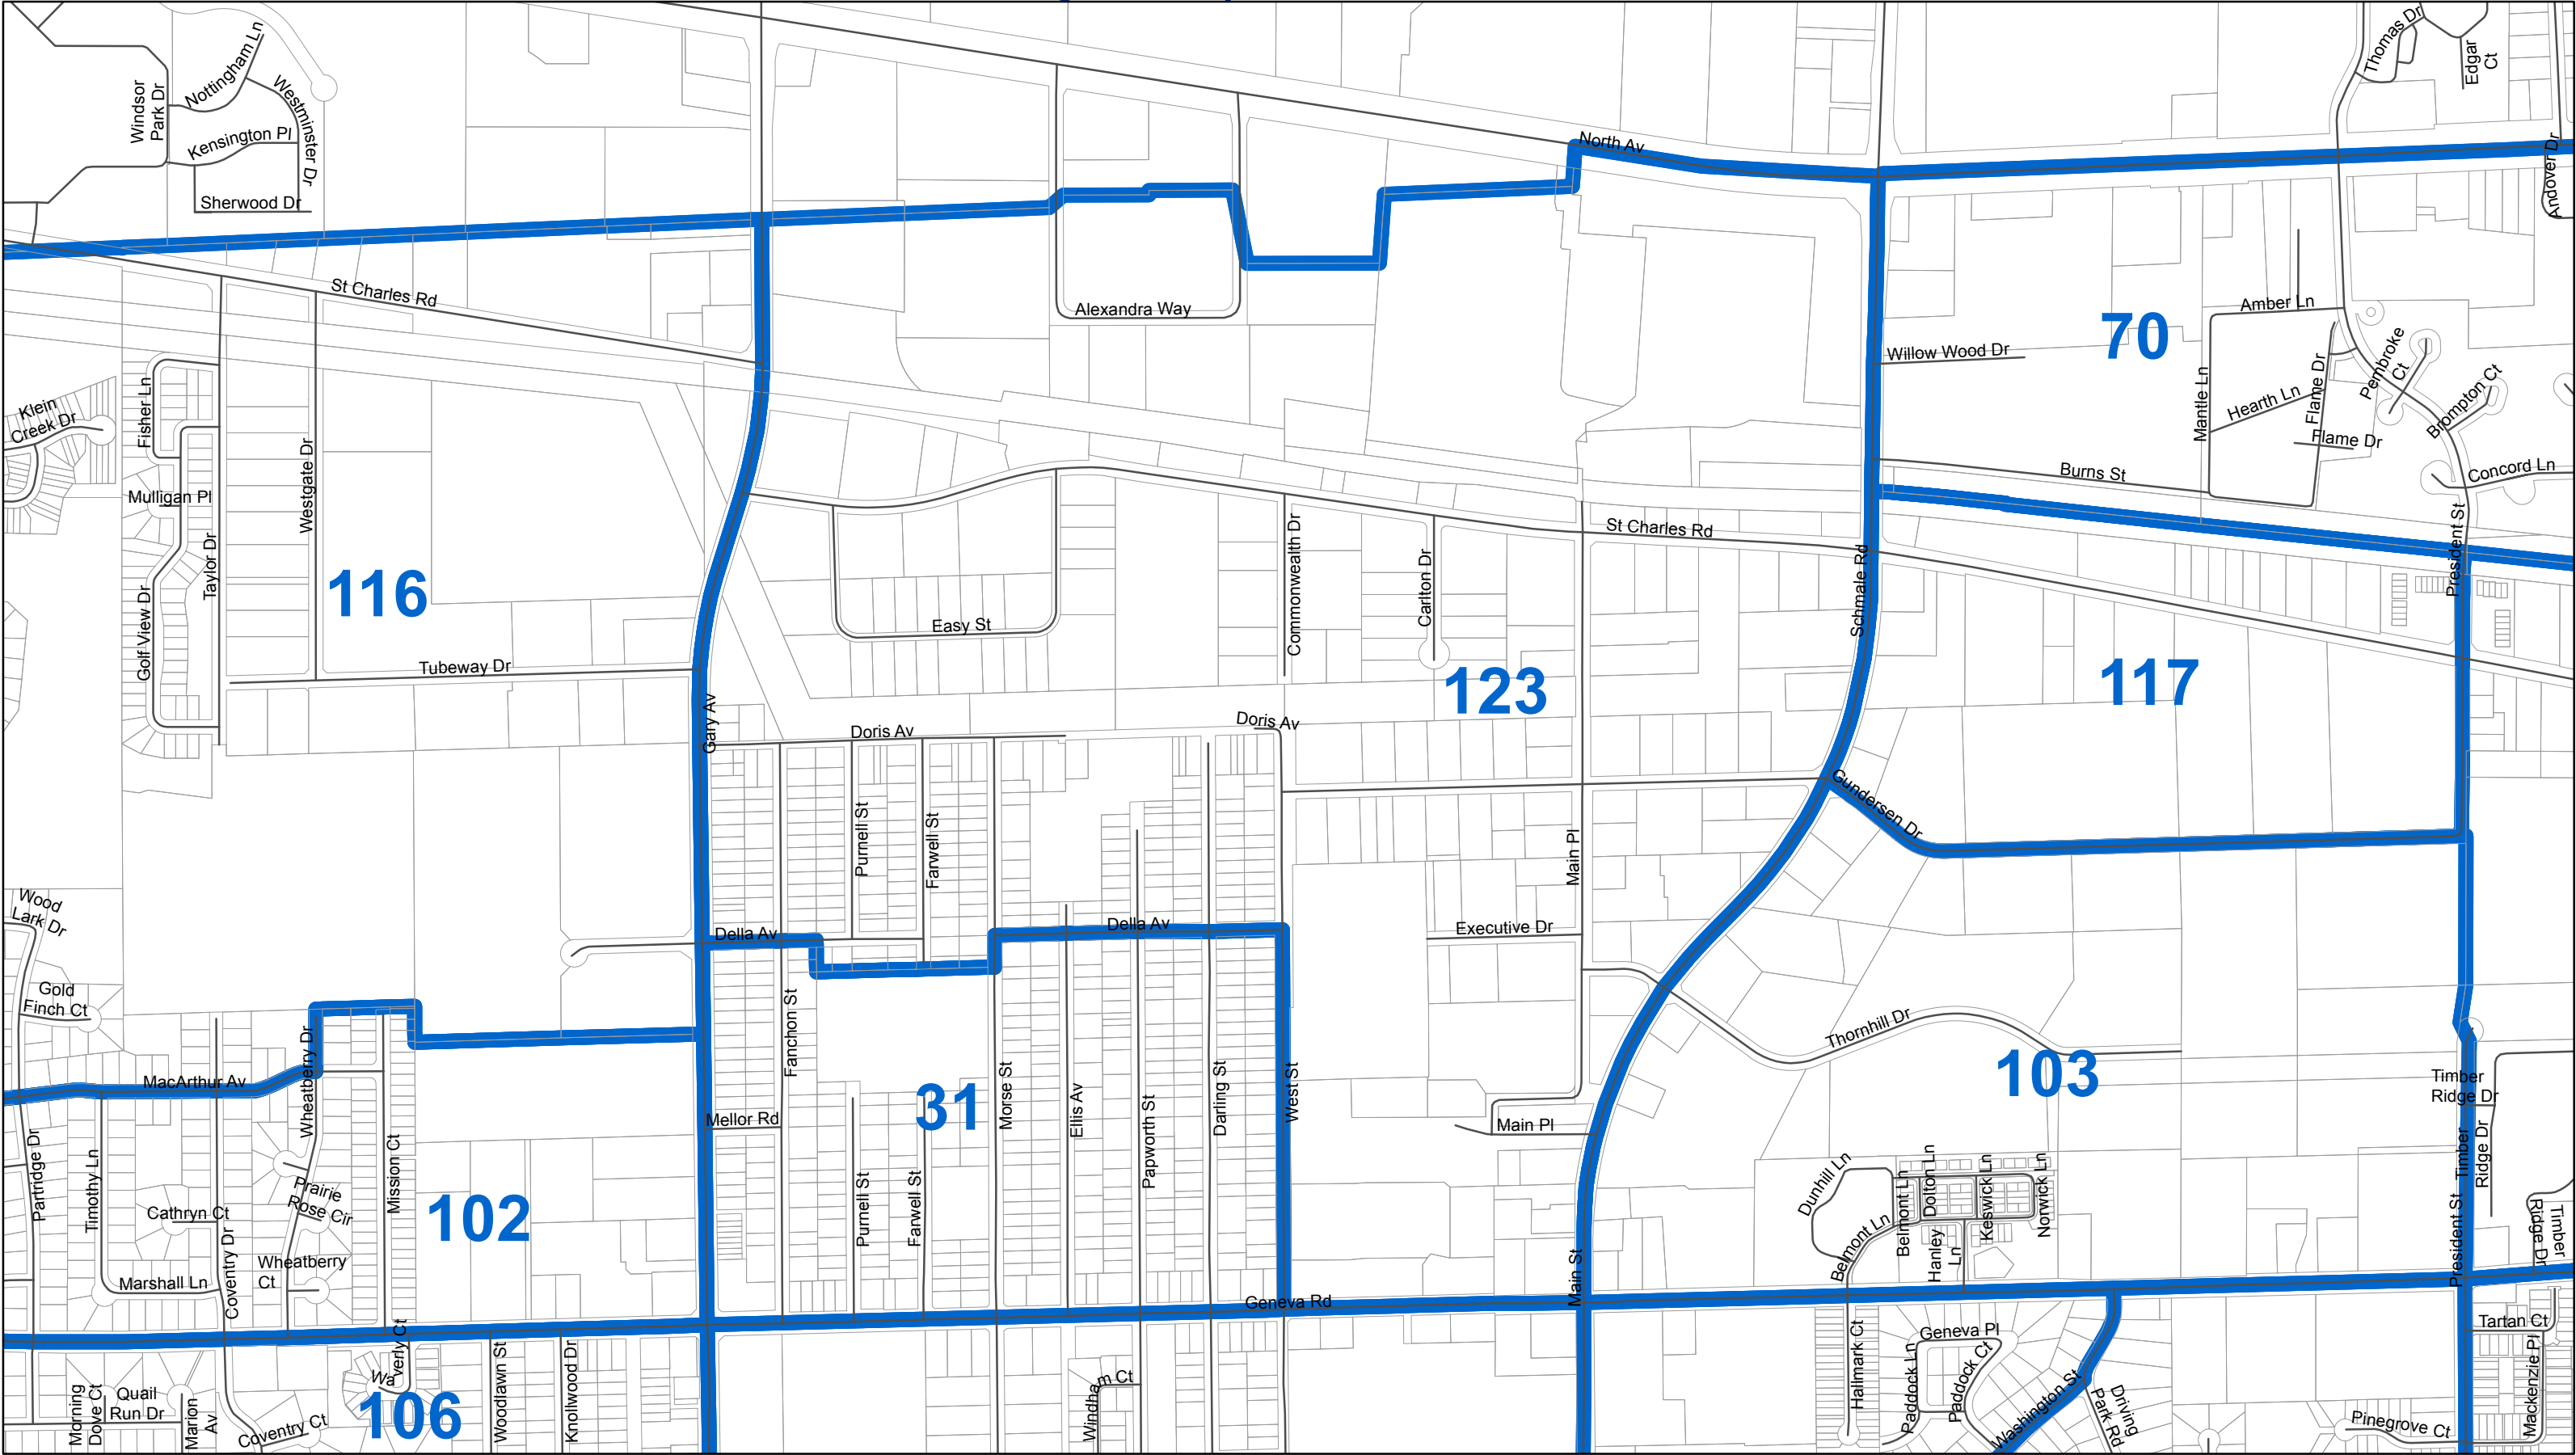 Thomas Dr
Edgar
Ct
Nottingham Ln
Windsor
Park Dr
Westminster Dr
Kensington Pl
Sherwood Dr
North Av
Andover Dr
St Charles Rd
Alexandra Way
Amber Ln
70
Willow Wood Dr
Pembroke
Ct
Flame Dr
Mantle Ln
Hearth Ln
Brompton Ct
Flame Dr
Klein
Creek Dr
Fisher Ln
Westgate Dr
Burns St
Concord Ln
Mulligan Pl
President St
St Charles Rd
Commonwealth Dr
Carlton Dr
Schmale Rd
Taylor Dr
116
Golf View Dr
Easy St
Tubeway Dr
123
117
Gary Av
Doris Av
Doris Av
Gundersen Dr
Purnell St
Farwell St
Main Pl
Wood
Lark Dr
Della Av
Della Av
Executive Dr
Gold
Finch Ct
Fanchon St
Wheatberry Dr
Thornhill Dr
103
MacArthur Av
31
Morse St
Ellis Av
Papworth St
Darling St
West St
Mellor Rd
Main Pl
Timber
Ridge Dr
Timber
Ridge Dr
Partridge Dr
Timothy Ln
Mission Ct
Prairie
Rose Cir
Cathryn Ct
102
Purnell St
Farwell St
Dunhill Ln
Belmont Ln
Dolton Ln
Keswick Ln
Norwick Ln
Belmont Ln
Hanley
Ln
President St
Timber
Ridge Dr
Coventry Dr
Wheatberry
Ct
Marshall Ln
Main St
Geneva Rd
Waverly Ct
Woodlawn St
Knollwood Dr
Windham Ct
Hallmark Ct
Geneva Pl
Paddock Ln
Paddock Ct
Washington St
Driving
Park Rd
Tartan Ct
Mackenzie Pl
Pinegrove Ct
Morning
Dove Ct
Quail
Run Dr
Marion
Av
Coventry Ct
106